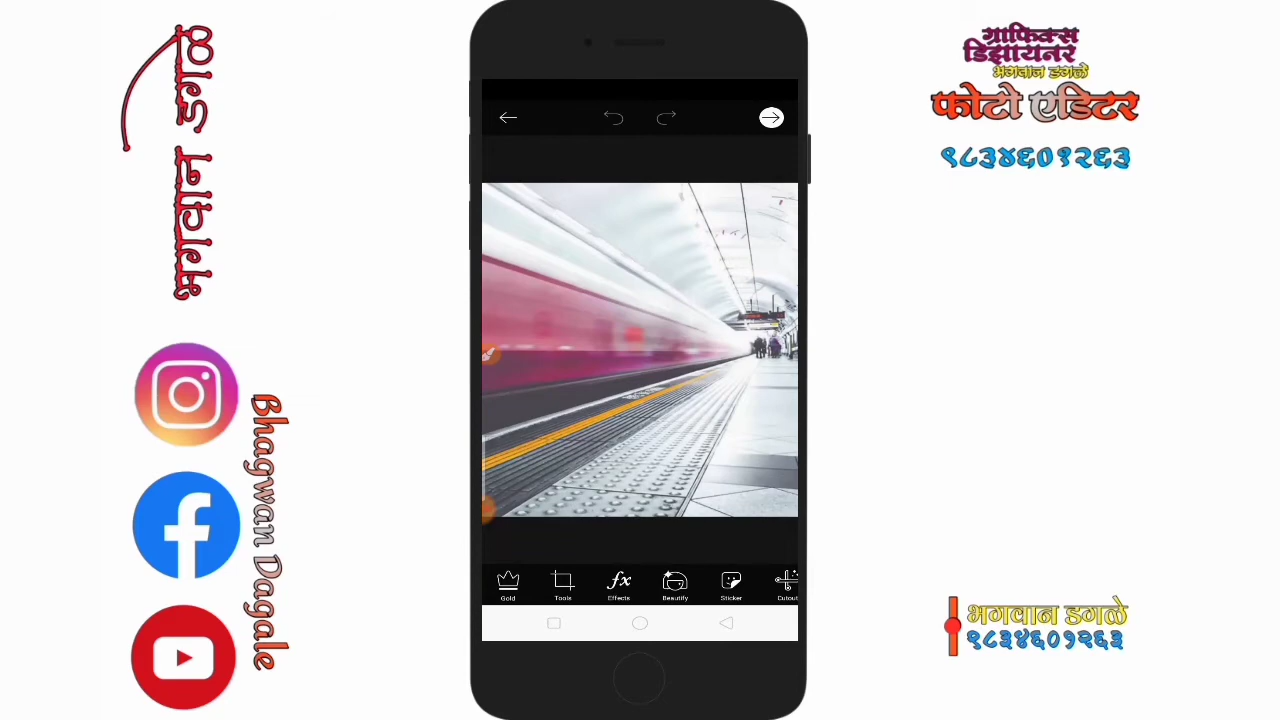 भगवान डगळे
Bhagwan Dagale
ग्राफिक्स
डिझायनर
भगवान डगळे
फोटो एडिटर
९८३४६०१२६३
Gold
Tools
Effects
Beautify
Sticker
Cutout
भगवान डगळे
९८३४६०१२६३